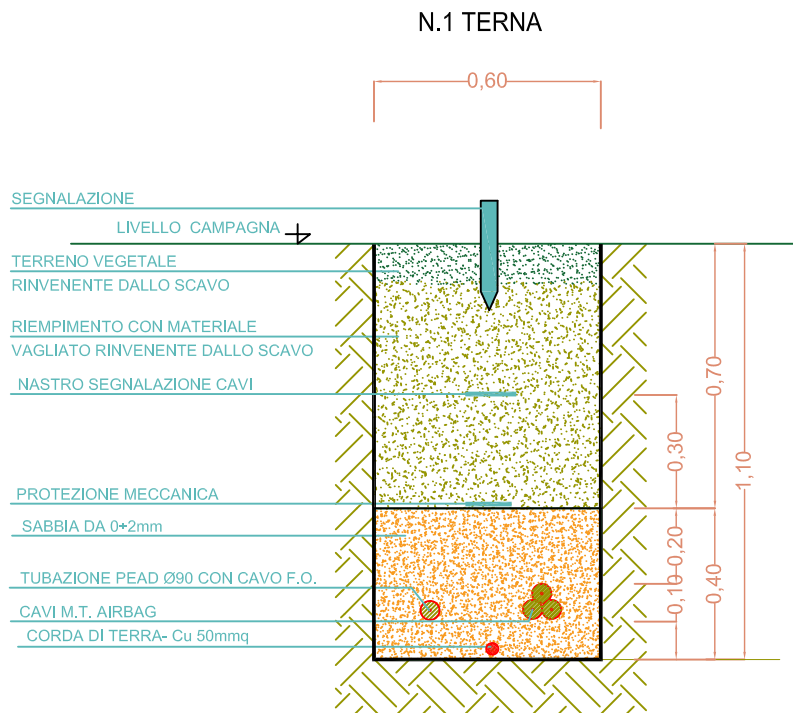 N.1 TERNA
0,60
SEGNALAZIONE
LIVELLO CAMPAGNA
TERRENO VEGETALE
RINVENENTE DALLO SCAVO
RIEMPIMENTO CON MATERIALE
VAGLIATO RINVENENTE DALLO SCAVO
NASTRO SEGNALAZIONE CAVI
PROTEZIONE MECCANICA
SABBIA DA 0÷2mm
TUBAZIONE PEAD Ø90 CON CAVO F.O.
CAVI M.T. AIRBAG
CORDA DI TERRA- Cu 50mmq
0,30
0,20
0,10
0,70
0,40
1,10